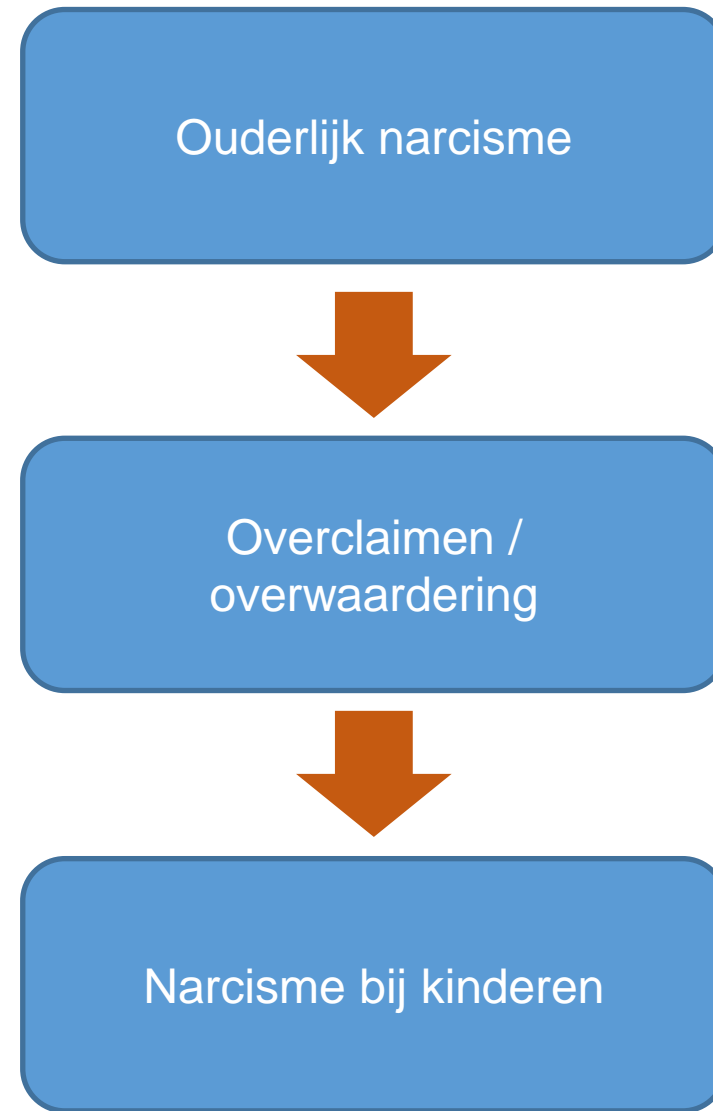 Ouderlijk narcisme
Overclaimen /
overwaardering
Narcisme bij kinderen